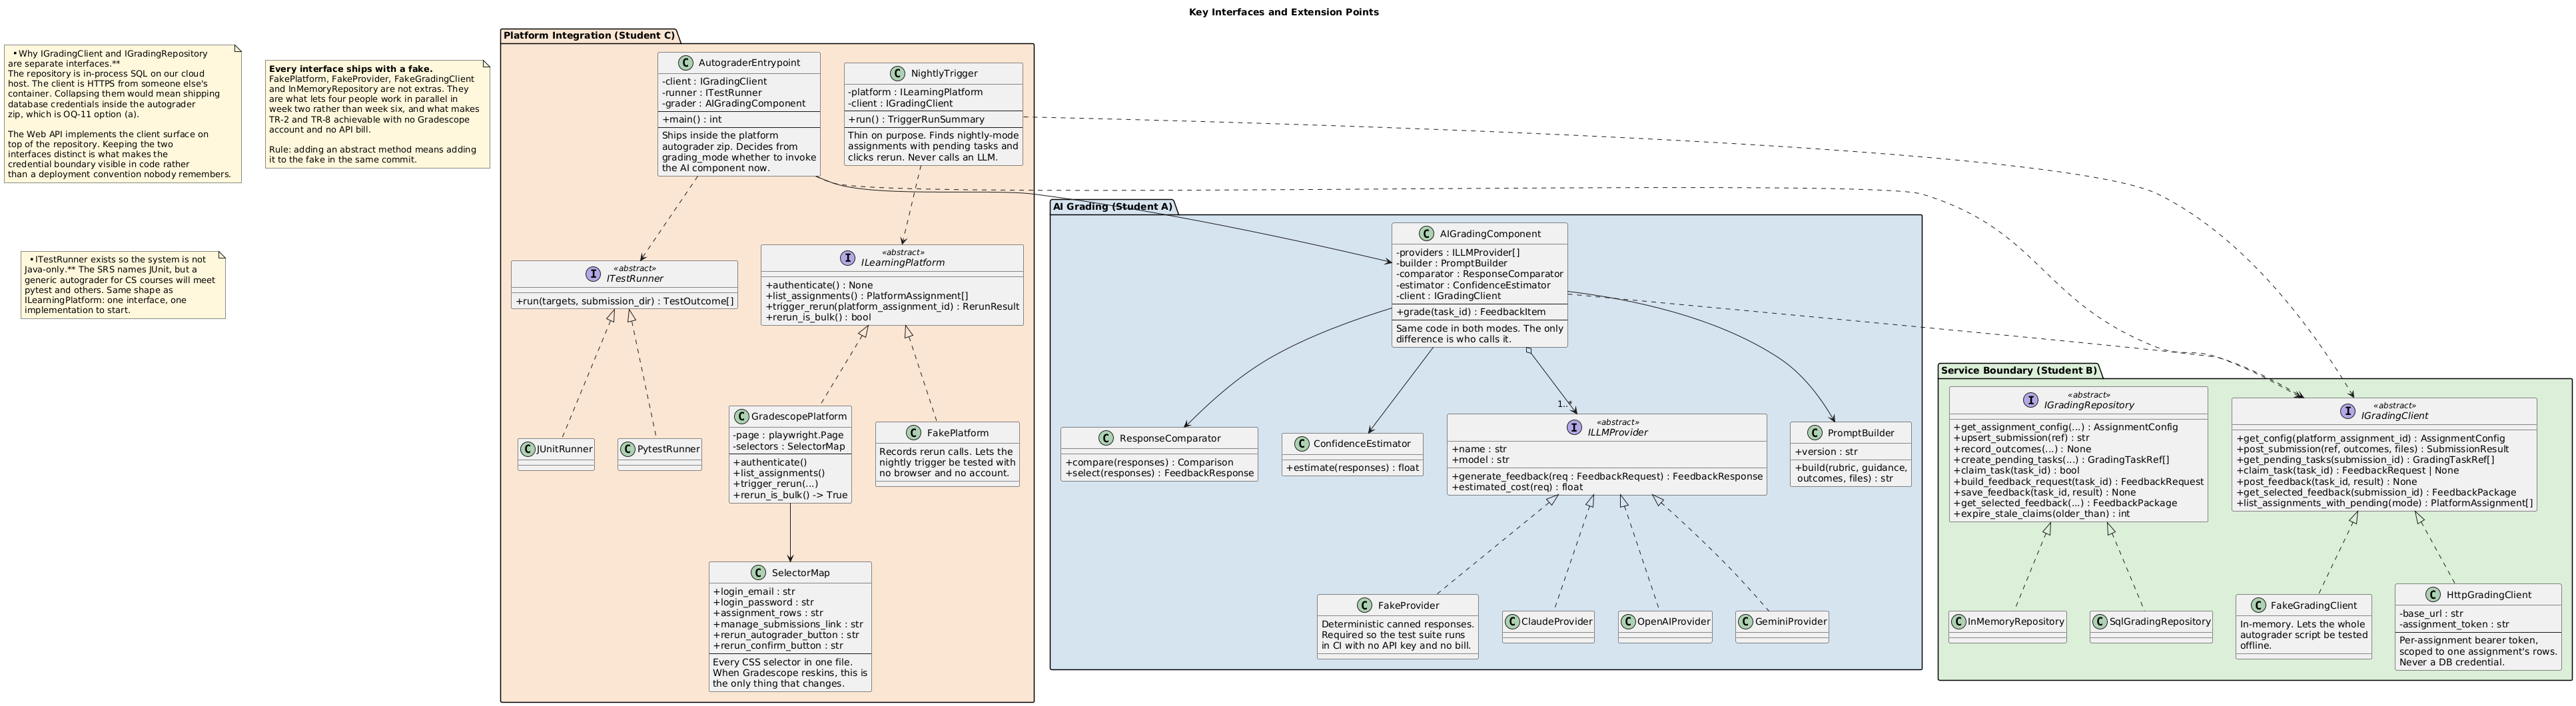 Key Interfaces and Extension Points
• Why IGradingClient and IGradingRepository
are separate interfaces.**
The repository is in-process SQL on our cloud
host. The client is HTTPS from someone else's
container. Collapsing them would mean shipping
database credentials inside the autograder
zip, which is OQ-11 option (a).
The Web API implements the client surface on
top of the repository. Keeping the two
interfaces distinct is what makes the
credential boundary visible in code rather
than a deployment convention nobody remembers.
Every interface ships with a fake.
FakePlatform, FakeProvider, FakeGradingClient
and InMemoryRepository are not extras. They
are what lets four people work in parallel in
week two rather than week six, and what makes
TR-2 and TR-8 achievable with no Gradescope
account and no API bill.
Rule: adding an abstract method means adding
it to the fake in the same commit.
• ITestRunner exists so the system is not
Java-only.** The SRS names JUnit, but a
generic autograder for CS courses will meet
pytest and others. Same shape as
ILearningPlatform: one interface, one
implementation to start.
Platform Integration (Student C)
C AutograderEntrypoint
-client : IGradingClient
-runner : ITestRunner
-grader : AIGradingComponent
+main() : int
Ships inside the platform
autograder zip. Decides from
grading_mode whether to invoke
the AI component now.
C NightlyTrigger
-platform : ILearningPlatform
-client : IGradingClient
+run() : TriggerRunSummary
Thin on purpose. Finds nightly-mode
assignments with pending tasks and
clicks rerun. Never calls an LLM.
I «abstract»
ITestRunner
+run(targets, submission_dir) : TestOutcome[]
I «abstract»
ILearningPlatform
+authenticate() : None
+list_assignments() : PlatformAssignment[]
+trigger_rerun(platform_assignment_id) : RerunResult
+rerun_is_bulk() : bool
C JUnitRunner
C PytestRunner
C GradescopePlatform
-page : playwright.Page
-selectors : SelectorMap
+authenticate()
+list_assignments()
+trigger_rerun(...)
+rerun_is_bulk() -> True
C FakePlatform
Records rerun calls. Lets the
nightly trigger be tested with
no browser and no account.
C SelectorMap
+login_email : str
+login_password : str
+assignment_rows : str
+manage_submissions_link : str
+rerun_autograder_button : str
+rerun_confirm_button : str
Every CSS selector in one file.
When Gradescope reskins, this is
the only thing that changes.
AI Grading (Student A)
C AIGradingComponent
-providers : ILLMProvider[]
-builder : PromptBuilder
-comparator : ResponseComparator
-estimator : ConfidenceEstimator
-client : IGradingClient
+grade(task_id) : FeedbackItem
Same code in both modes. The only
difference is who calls it.
C ResponseComparator
+compare(responses) : Comparison
+select(responses) : FeedbackResponse
C ConfidenceEstimator
+estimate(responses) : float
1..*
I «abstract»
ILLMProvider
+name : str
+model : str
+generate_feedback(req : FeedbackRequest) : FeedbackResponse
+estimated_cost(req) : float
C PromptBuilder
+version : str
+build(rubric, guidance,
outcomes, files) : str
C FakeProvider
Deterministic canned responses.
Required so the test suite runs
in CI with no API key and no bill.
C ClaudeProvider
C OpenAIProvider
C GeminiProvider
Service Boundary (Student B)
I «abstract»
IGradingRepository
+get_assignment_config(...) : AssignmentConfig
+upsert_submission(ref) : str
+record_outcomes(...) : None
+create_pending_tasks(...) : GradingTaskRef[]
+claim_task(task_id) : bool
+build_feedback_request(task_id) : FeedbackRequest
+save_feedback(task_id, result) : None
+get_selected_feedback(...) : FeedbackPackage
+expire_stale_claims(older_than) : int
I «abstract»
IGradingClient
+get_config(platform_assignment_id) : AssignmentConfig
+post_submission(ref, outcomes, files) : SubmissionResult
+get_pending_tasks(submission_id) : GradingTaskRef[]
+claim_task(task_id) : FeedbackRequest | None
+post_feedback(task_id, result) : None
+get_selected_feedback(submission_id) : FeedbackPackage
+list_assignments_with_pending(mode) : PlatformAssignment[]
C InMemoryRepository
C SqlGradingRepository
C FakeGradingClient
In-memory. Lets the whole
autograder script be tested
offline.
C HttpGradingClient
-base_url : str
-assignment_token : str
Per-assignment bearer token,
scoped to one assignment's rows.
Never a DB credential.